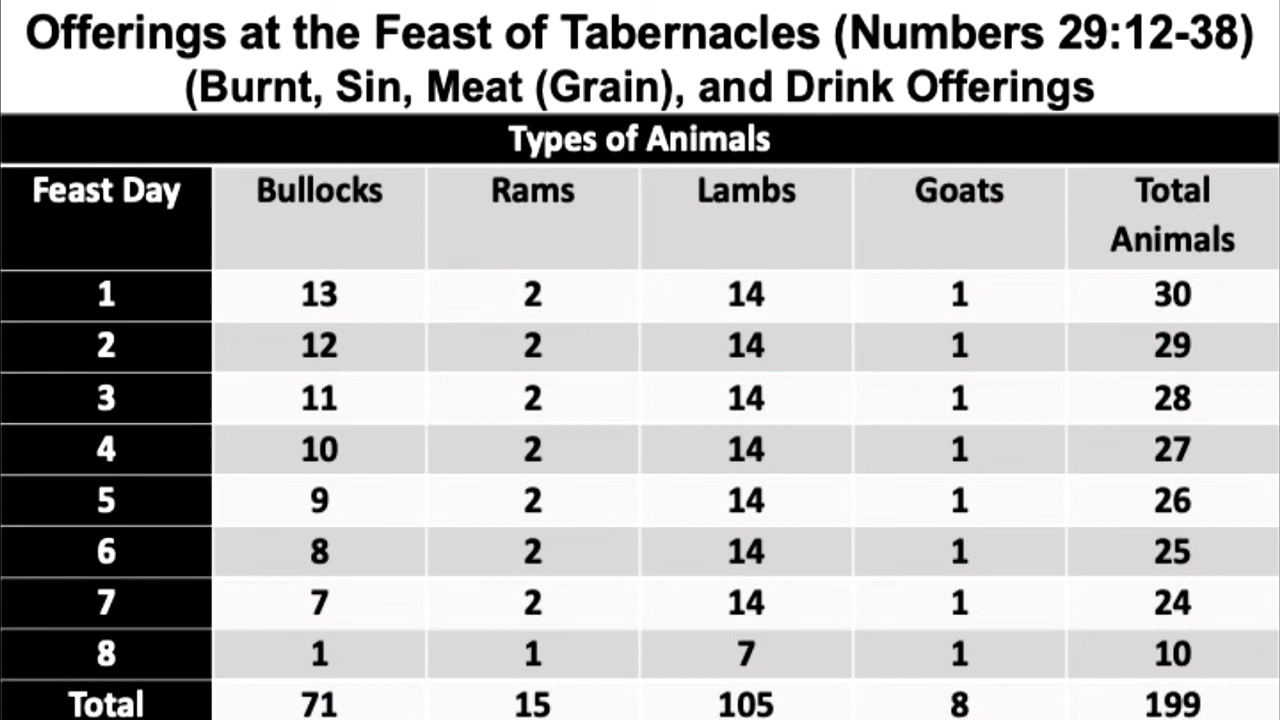 Offerings at the Feast of Tabernacles (Numbers 29:12-38)
(Burnt, Sin, Meat (Grain), and Drink Offerings
Types of Animals
Feast Day Bullocks Rams Lambs Goats Total Animals
1 13 2 14 1 30
2 12 2 14 1 29
3 11 2 14 1 28
4 10 2 14 1 27
5 9 2 14 1 26
6 8 2 14 1 25
7 7 2 14 1 24
8 1 1 7 1 10
Total 71 15 105 8 199